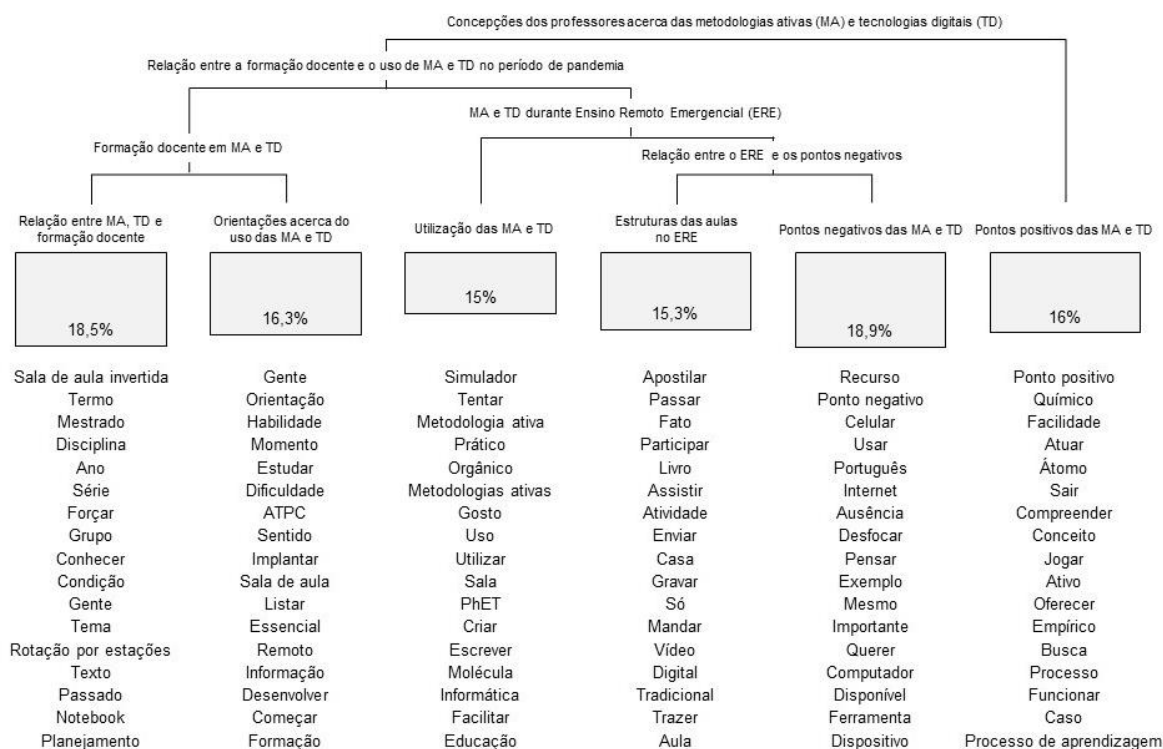 Concepções dos professores acerca das metodologias ativas (MA) e tecnologias digitais (TD)
Relação entre a formação docente e o uso de MA e TD no período de pandemia
MA e TD durante Ensino Remoto Emergencial (ERE)
Formação docente em MA e TD
Relação entre o ERE e os pontos negativos
Relação entre MA, TD e
formação docente
Orientações acerca do
uso das MA e TD
Utilização das MA e TD
Estruturas das aulas
no ERE
Pontos negativos das MA e TD
Pontos positivos das MA e TD
18,5%
16,3%
15%
15,3%
18,9%
16%
Sala de aula invertida
Termo
Mestrado
Disciplina
Ano
Série
Forçar
Grupo
Conhecer
Condição
Gente
Tema
Rotação por estações
Texto
Passado
Notebook
Planejamento
Gente
Orientação
Habilidade
Momento
Estudar
Dificuldade
ATPC
Sentido
Implantar
Sala de aula
Listar
Essencial
Remoto
Informação
Desenvolver
Começar
Formação
Simulador
Tentar
Metodologia ativa
Prático
Orgânico
Metodologias ativas
Gosto
Uso
Utilizar
Sala
PhET
Criar
Escrever
Molécula
Informática
Facilitar
Educação
Apostilar
Passar
Fato
Participar
Livro
Assistir
Atividade
Enviar
Casa
Gravar
Só
Mandar
Vídeo
Digital
Tradicional
Trazer
Aula
Recurso
Ponto negativo
Celular
Usar
Português
Internet
Ausência
Desfocar
Pensar
Exemplo
Mesmo
Importante
Querer
Computador
Disponível
Ferramenta
Dispositivo
Ponto positivo
Químico
Facilidade
Atuar
Átomo
Sair
Compreender
Conceito
Jogar
Ativo
Oferecer
Empírico
Busca
Processo
Funcionar
Caso
Processo de aprendizagem